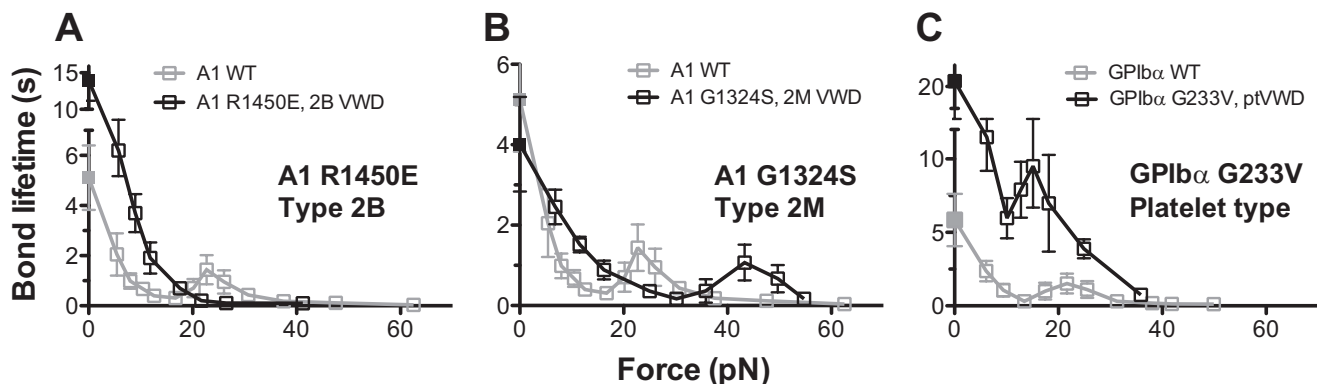 A
B
C
Bond lifetime (s)
15
10
6
4
2
0
0
20
40
60
A1 WT
A1 R1450E, 2B VWD
A1 R1450E
Type 2B
6
4
2
0
0
20
40
60
A1 WT
A1 G1324S, 2M VWD
A1 G1324S
Type 2M
20
10
5
0
0
20
40
60
GPIbα WT
GPIbα G233V, ptVWD
GPIbα G233V
Platelet type
Force (pN)